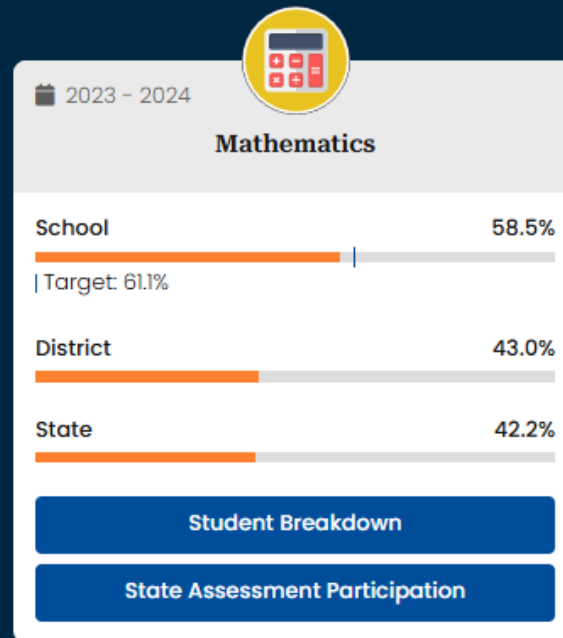 2023 - 2024
Mathematics
School 58.5%
Target: 61.1%
District 43.0%
State 42.2%
Student Breakdown
State Assessment Participation